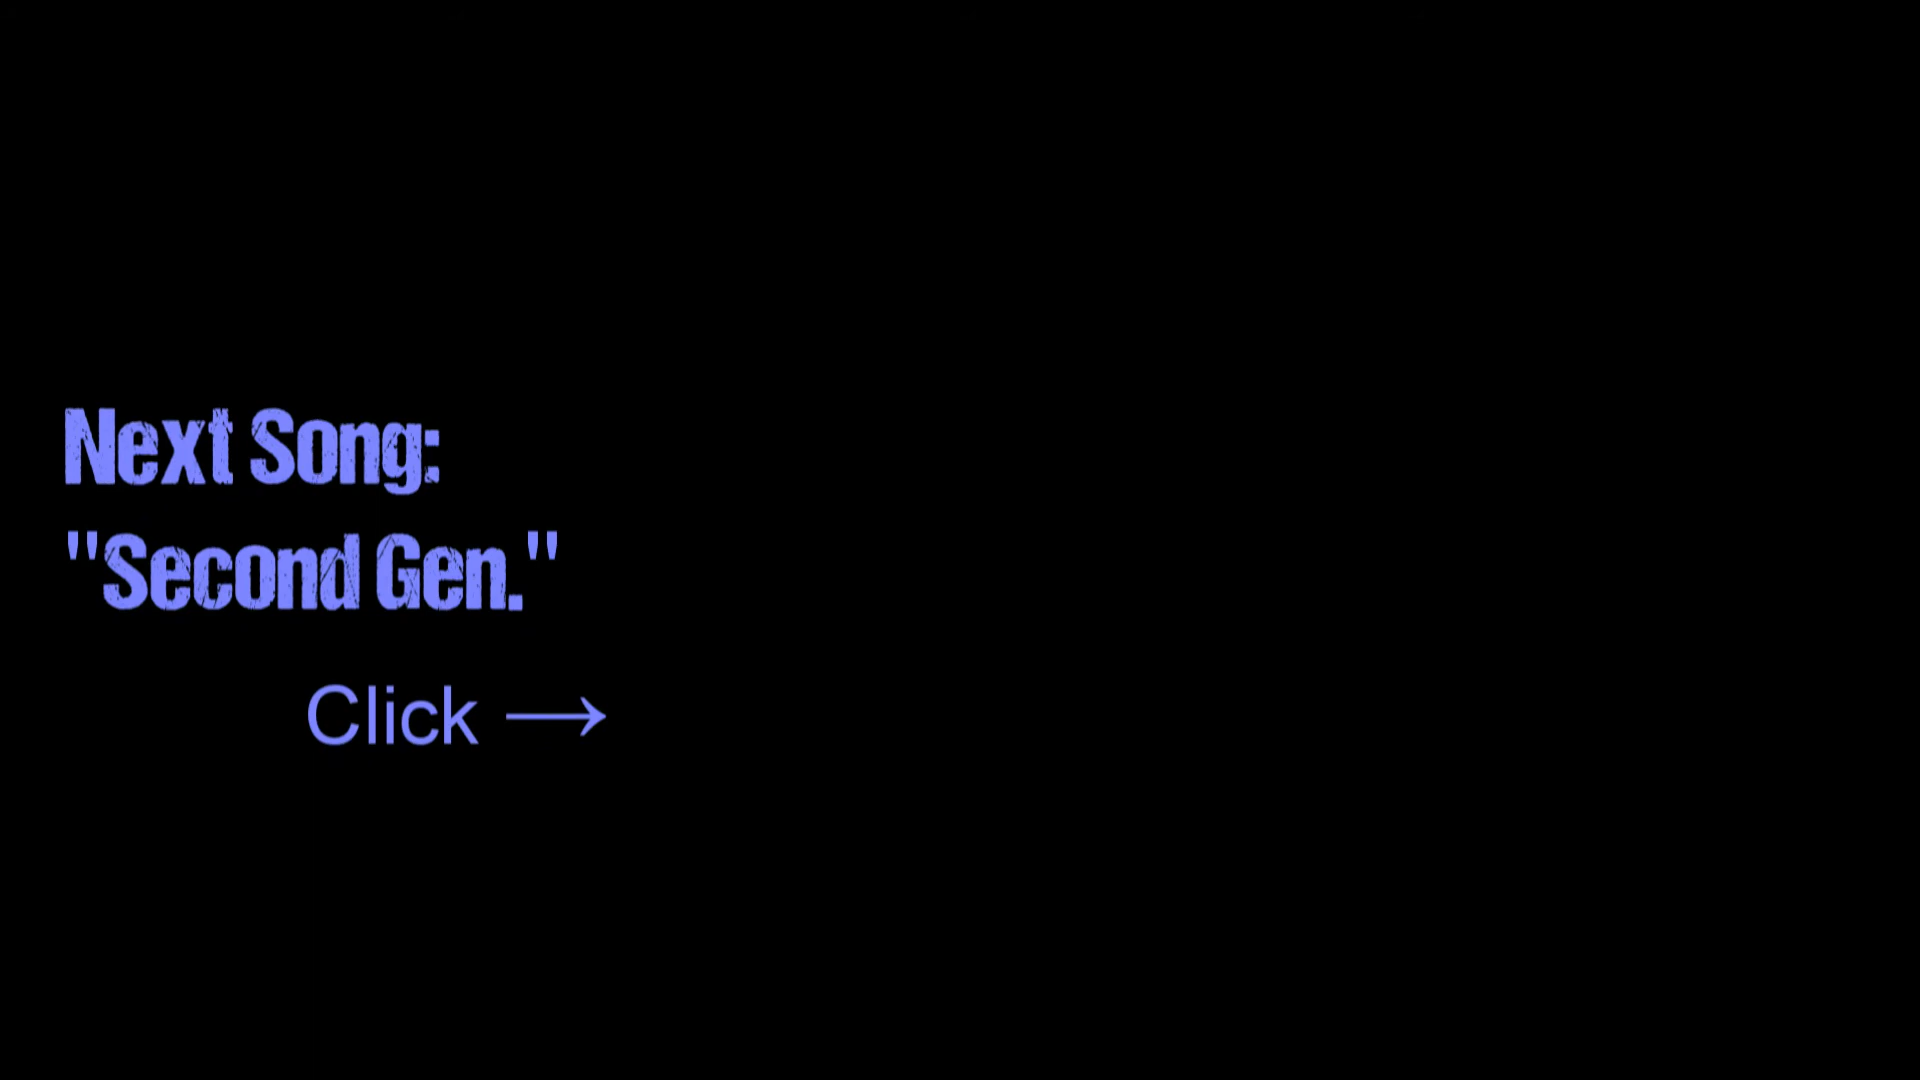 Next Song:
"Second Gen."
Click →